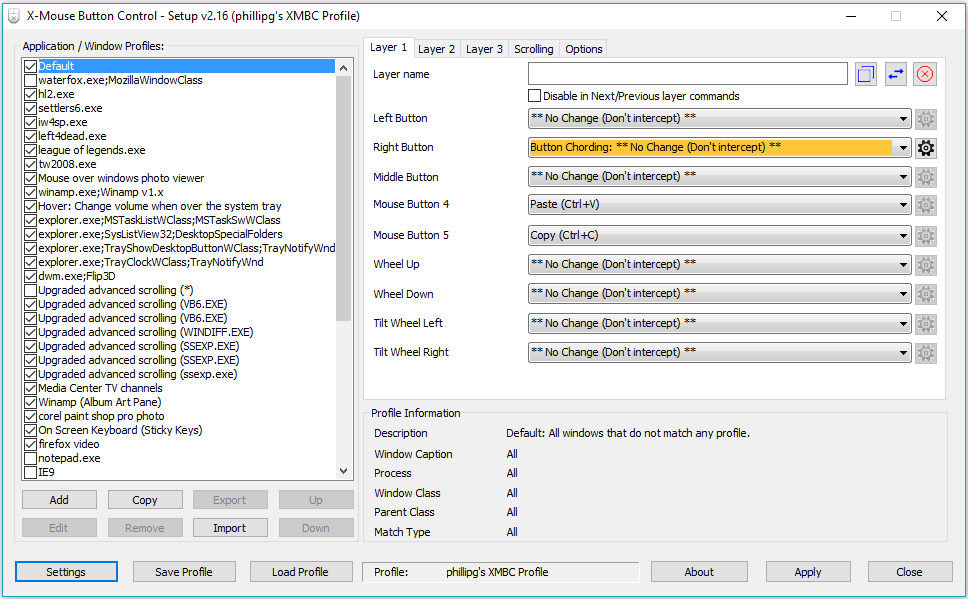 X-Mouse Button Control - Setup v2.16 (phillipg's XMBC Profile)
Application / Window Profiles:
Default
waterfox.exe;MozillaWindowClass
hl2.exe
settlers6.exe
iw4sp.exe
left4dead.exe
league of legends.exe
tw2008.exe
Mouse over windows photo viewer
winamp.exe;Winamp v1.x
Hover: Change volume when over the system tray
explorer.exe;MSTaskListWClass;MSTaskSwWClass
explorer.exe;SysListView32;DesktopSpecialFolders
explorer.exe;TrayShowDesktopButtonWClass;TrayNotifyWnd
explorer.exe;TrayClockWClass;TrayNotifyWnd
dwm.exe;Flip3D
Upgraded advanced scrolling (*)
Upgraded advanced scrolling (VB6.EXE)
Upgraded advanced scrolling (VB6.EXE)
Upgraded advanced scrolling (WINDIFF.EXE)
Upgraded advanced scrolling (SSEXP.EXE)
Upgraded advanced scrolling (SSEXP.EXE)
Upgraded advanced scrolling (ssexp.exe)
Media Center TV channels
Winamp (Album Art Pane)
corel paint shop pro photo
On Screen Keyboard (Sticky Keys)
firefox video
notepad.exe
IE9
Add Copy Export Up
Edit Remove Import Down
Layer 1 Layer 2 Layer 3 Scrolling Options
Layer name
Disable in Next/Previous layer commands
Left Button ** No Change (Don't intercept) **
Right Button Button Chording: ** No Change (Don't intercept) **
Middle Button ** No Change (Don't intercept) **
Mouse Button 4 Paste (Ctrl+V)
Mouse Button 5 Copy (Ctrl+C)
Wheel Up ** No Change (Don't intercept) **
Wheel Down ** No Change (Don't intercept) **
Tilt Wheel Left ** No Change (Don't intercept) **
Tilt Wheel Right ** No Change (Don't intercept) **
Profile Information
Description Default: All windows that do not match any profile.
Window Caption All
Process All
Window Class All
Parent Class All
Match Type All
Settings Save Profile Load Profile Profile: phillipg's XMBC Profile About Apply Close